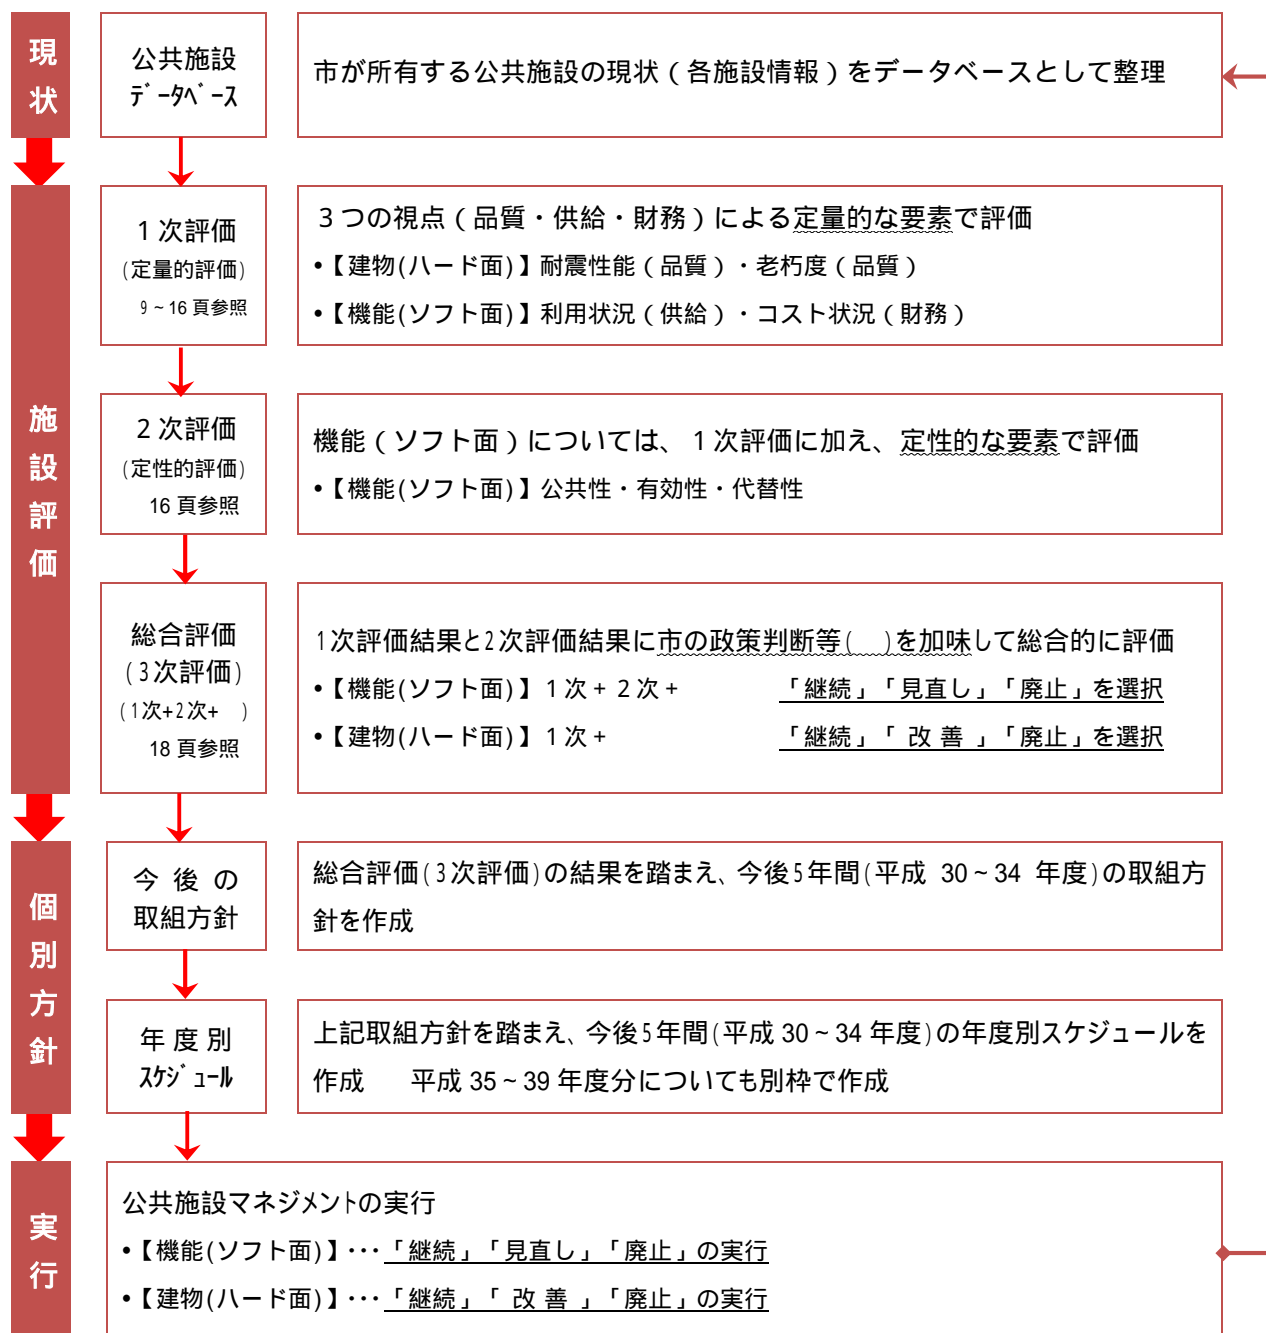 現状
公共施設
ﾃﾞｰﾀﾍﾞｰｽ
市が所有する公共施設の現状（各施設情報）をデータベースとして整理
施設評価
１次評価
(定量的評価)
9～16 頁参照
３つの視点（品質・供給・財務）による定量的な要素で評価
•【建物(ハード面)】耐震性能（品質）・老朽度（品質）
•【機能(ソフト面)】利用状況（供給）・コスト状況（財務）
２次評価
(定性的評価)
16 頁参照
機能（ソフト面）については、１次評価に加え、定性的な要素で評価
•【機能(ソフト面)】公共性・有効性・代替性
総合評価
(3次評価)
(1次+2次+　)
18 頁参照
1次評価結果と2次評価結果に市の政策判断等(　)を加味して総合的に評価
•【機能(ソフト面)】１次+２次+　「継続」「見直し」「廃止」を選択
•【建物(ハード面)】１次+　「継続」「 改 善 」「廃止」を選択
個別方針
今 後 の
取組方針
総合評価(3次評価)の結果を踏まえ、今後5年間(平成 30～34 年度)の取組方
針を作成
年 度 別
ｽｹｼﾞｭｰﾙ
上記取組方針を踏まえ、今後5年間(平成 30～34 年度)の年度別スケジュールを
作成　平成 35～39 年度分についても別枠で作成
実行
公共施設マネジメントの実行
•【機能(ソフト面)】･･･「継続」「見直し」「廃止」の実行
•【建物(ハード面)】･･･「継続」「 改 善 」「廃止」の実行